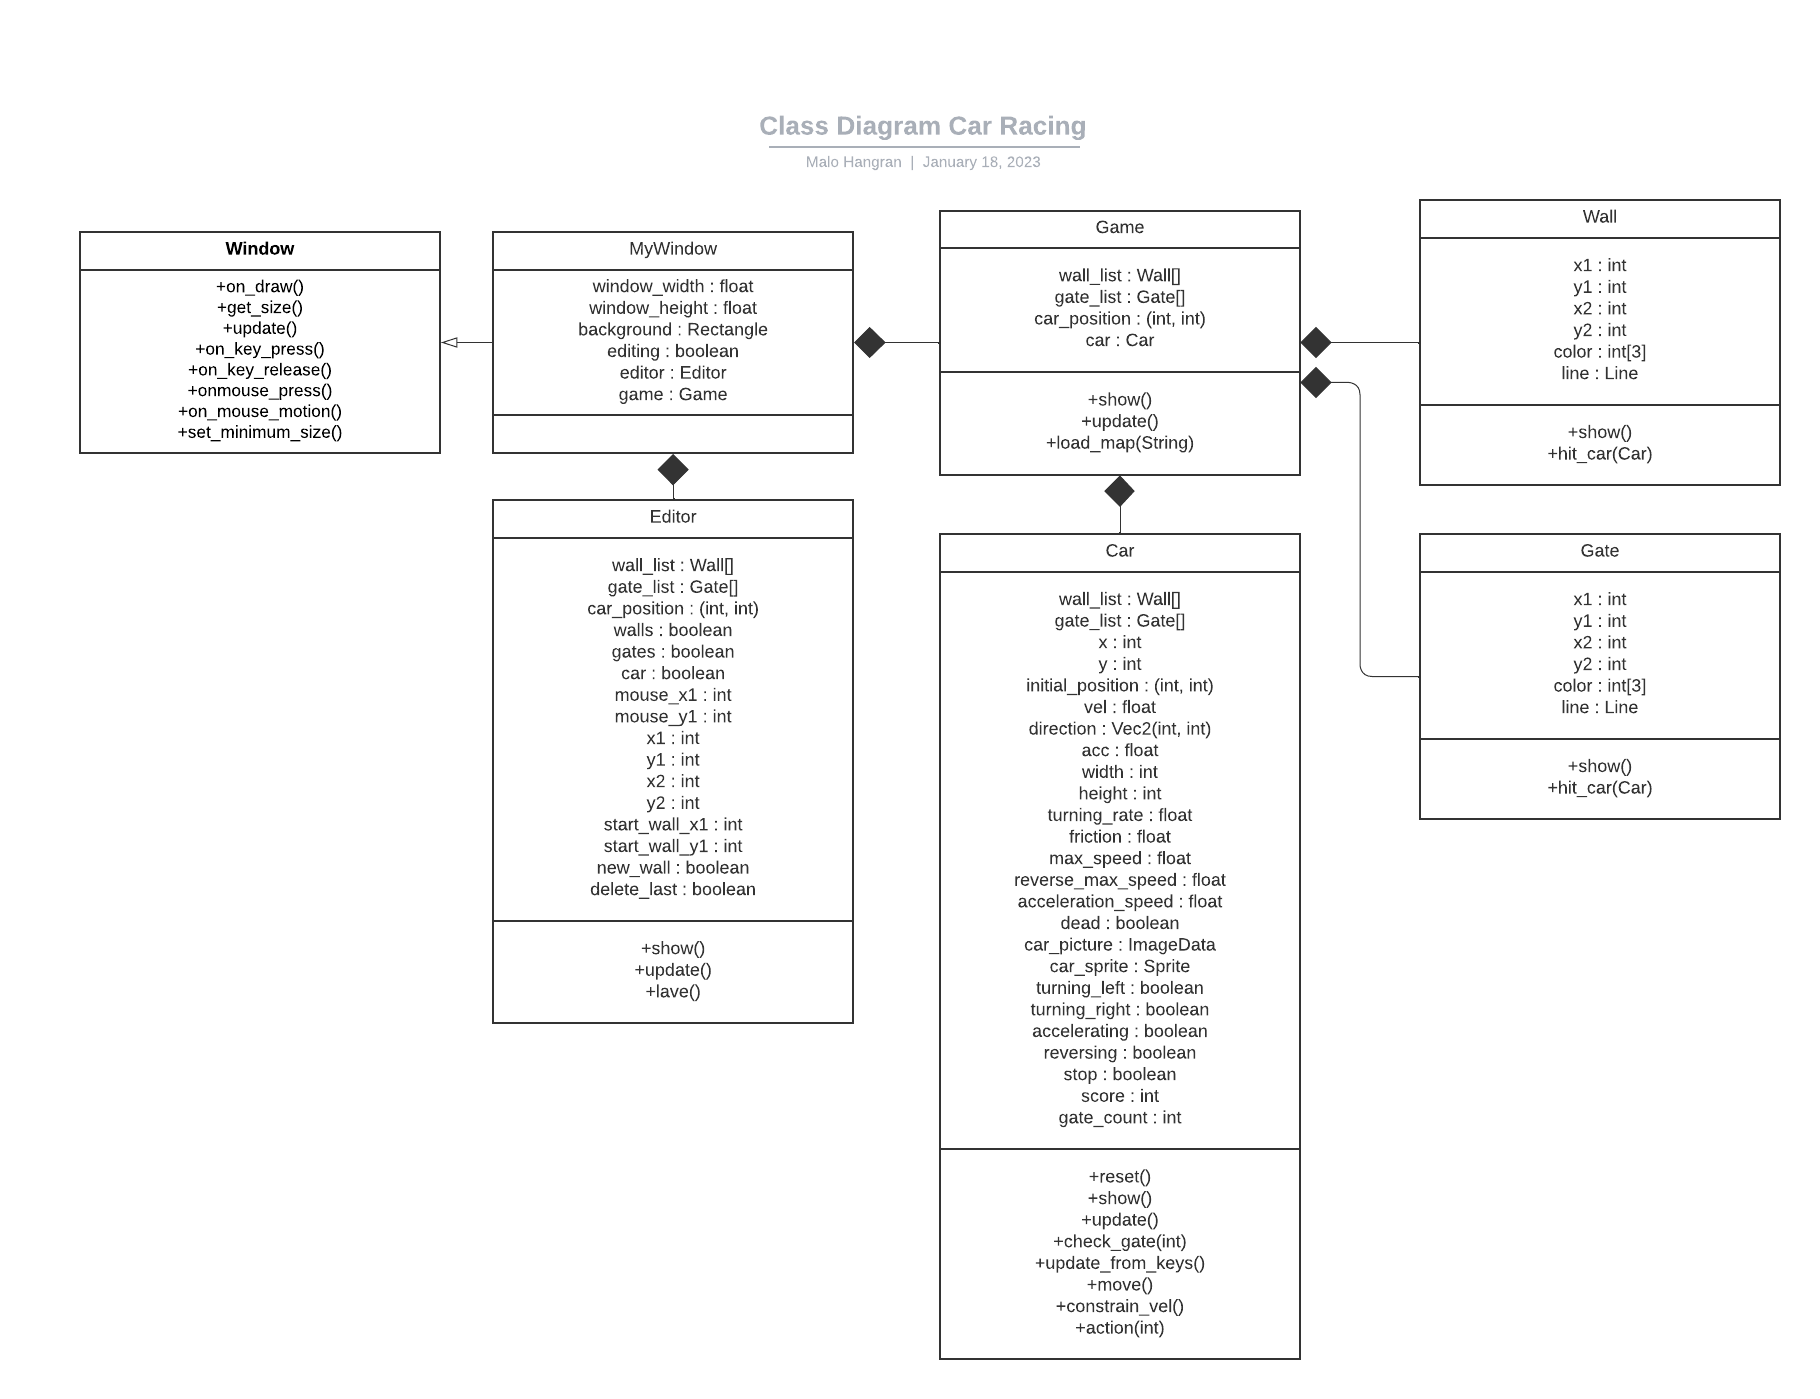 Class Diagram Car Racing
Malo Hangran | January 18, 2023
Window
+on_draw()
+get_size()
+update()
+on_key_press()
+on_key_release()
+onmouse_press()
+on_mouse_motion()
+set_minimum_size()
MyWindow
window_width : float
window_height : float
background : Rectangle
editing : boolean
editor : Editor
game : Game
Editor
wall_list : Wall[]
gate_list : Gate[]
car_position : (int, int)
walls : boolean
gates : boolean
car : boolean
mouse_x1 : int
mouse_y1 : int
x1 : int
y1 : int
x2 : int
y2 : int
start_wall_x1 : int
start_wall_y1 : int
new_wall : boolean
delete_last : boolean
+show()
+update()
+lave()
Game
wall_list : Wall[]
gate_list : Gate[]
car_position : (int, int)
car : Car
+show()
+update()
+load_map(String)
Car
wall_list : Wall[]
gate_list : Gate[]
x : int
y : int
initial_position : (int, int)
vel : float
direction : Vec2(int, int)
acc : float
width : int
height : int
turning_rate : float
friction : float
max_speed : float
reverse_max_speed : float
acceleration_speed : float
dead : boolean
car_picture : ImageData
car_sprite : Sprite
turning_left : boolean
turning_right : boolean
accelerating : boolean
reversing : boolean
stop : boolean
score : int
gate_count : int
+reset()
+show()
+update()
+check_gate(int)
+update_from_keys()
+move()
+constrain_vel()
+action(int)
Wall
x1 : int
y1 : int
x2 : int
y2 : int
color : int[3]
line : Line
+show()
+hit_car(Car)
Gate
x1 : int
y1 : int
x2 : int
y2 : int
color : int[3]
line : Line
+show()
+hit_car(Car)